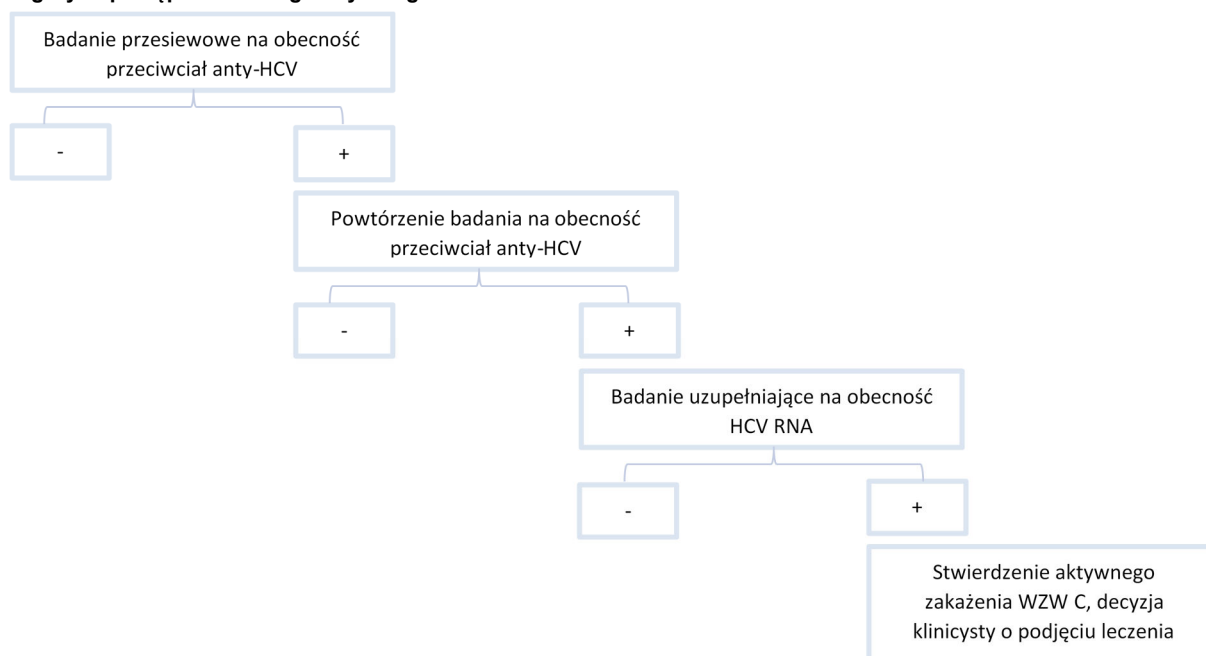 Badanie przesiewowe na obecność
przeciwciał anty-HCV
-
+
Powtórzenie badania na obecność
przeciwciał anty-HCV
-
+
Badanie uzupełniające na obecność
HCV RNA
-
+
Stwierdzenie aktywnego
zakażenia WZW C, decyzja
klinicysty o podjęciu leczenia